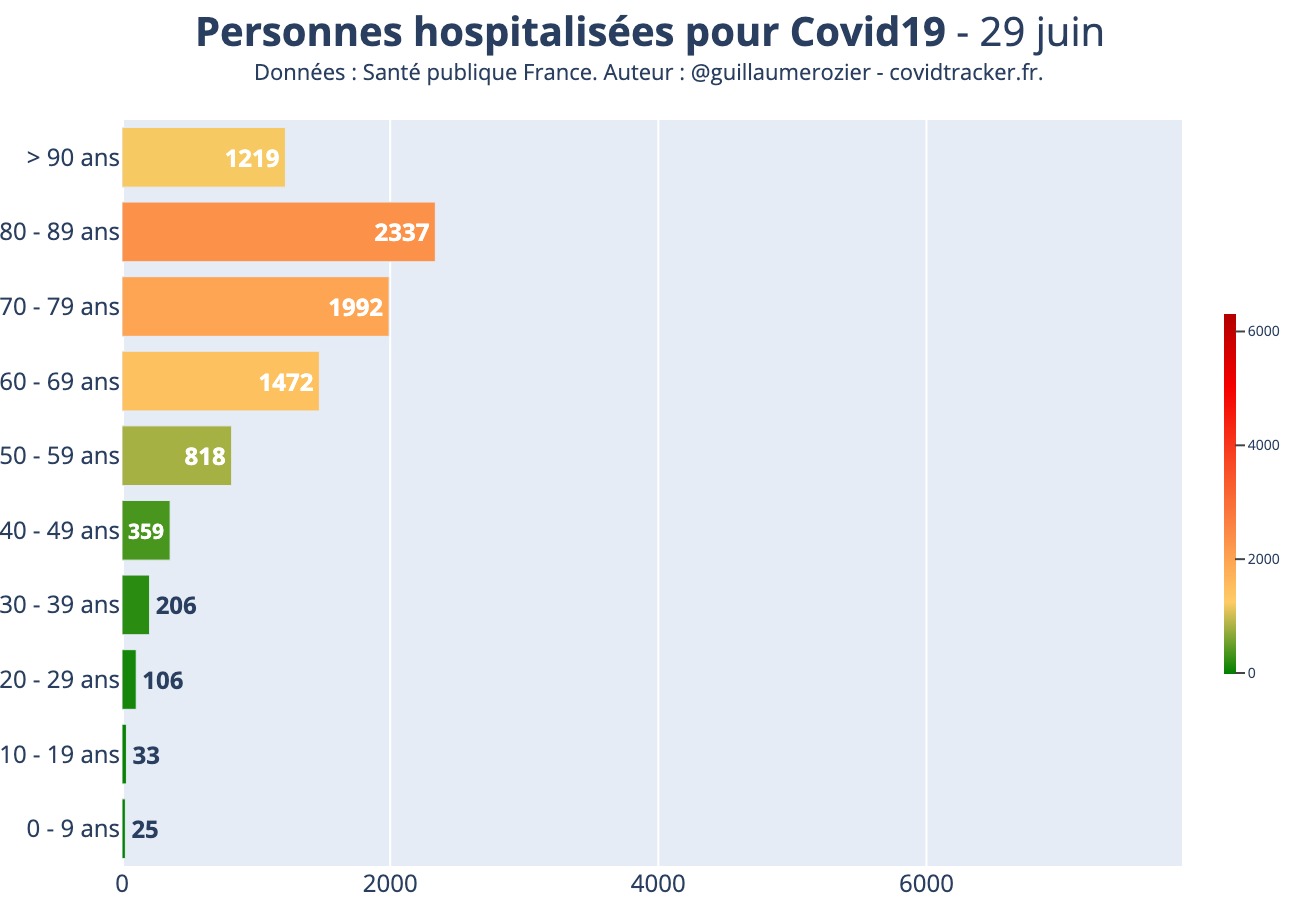 Personnes hospitalisées pour Covid19 - 29 juin
Données : Santé publique France. Auteur : @guillaumerozier - covidtracker.fr.
> 90 ans 1219
80 - 89 ans 2337
70 - 79 ans 1992
60 - 69 ans 1472
50 - 59 ans 818
40 - 49 ans 359
30 - 39 ans 206
20 - 29 ans 106
10 - 19 ans 33
0 - 9 ans 25
0 2000 4000 6000
6000
4000
2000
0